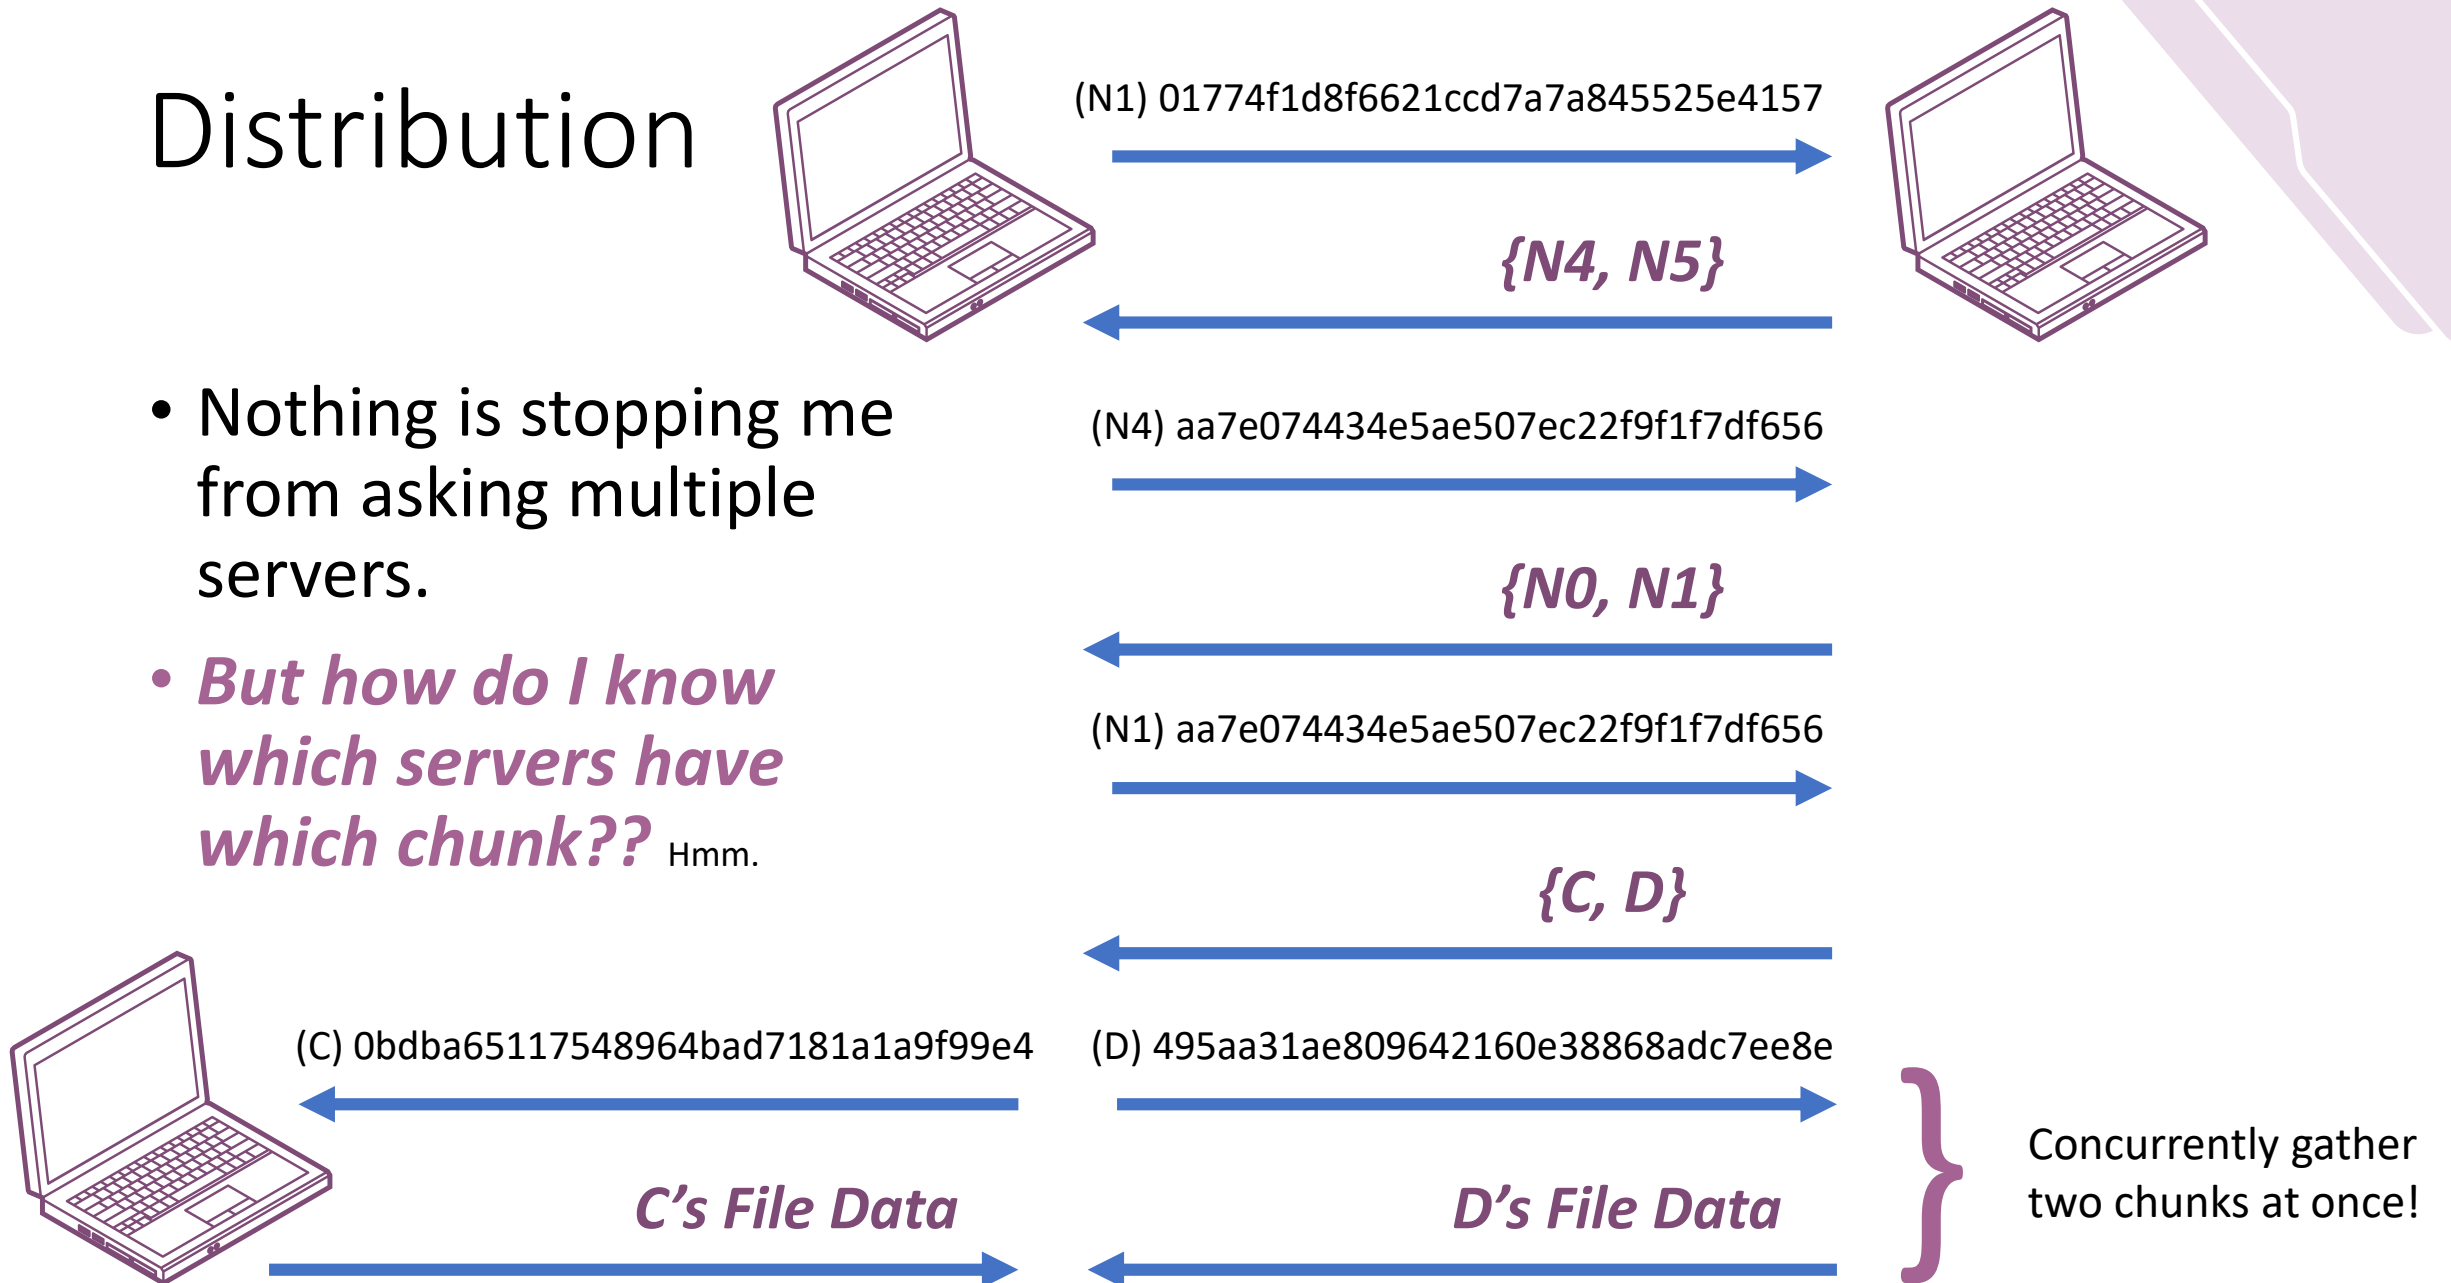 Distribution
(N1) 01774f1d8f6621ccd7a7a845525e4157
{N4, N5}
• Nothing is stopping me
from asking multiple
servers.
• But how do I know
which servers have
which chunk?? Hmm.
(N4) aa7e074434e5ae507ec22f9f1f7df656
{N0, N1}
(N1) aa7e074434e5ae507ec22f9f1f7df656
{C, D}
(C) 0bdba65117548964bad7181a1a9f99e4
(D) 495aa31ae809642160e38868adc7ee8e
C’s File Data
D’s File Data
}
Concurrently gather
two chunks at once!